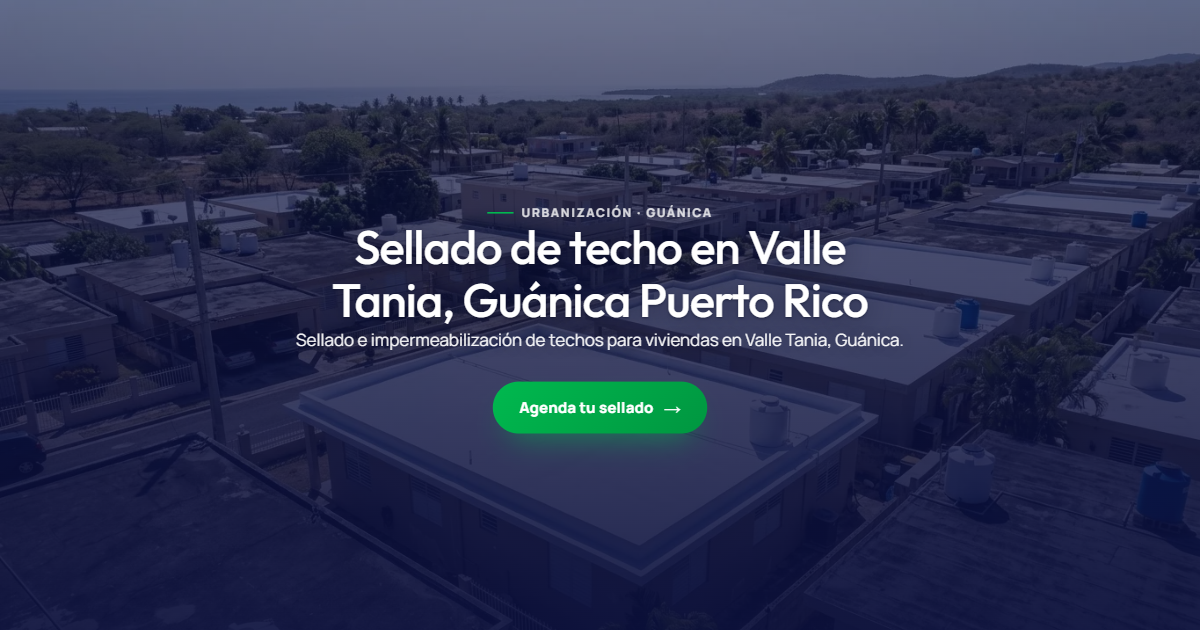 URBANIZACIÓN · GUÁNICA
Sellado de techo en Valle
Tania, Guánica Puerto Rico
Sellado e impermeabilización de techos para viviendas en Valle Tania, Guánica.
Agenda tu sellado →